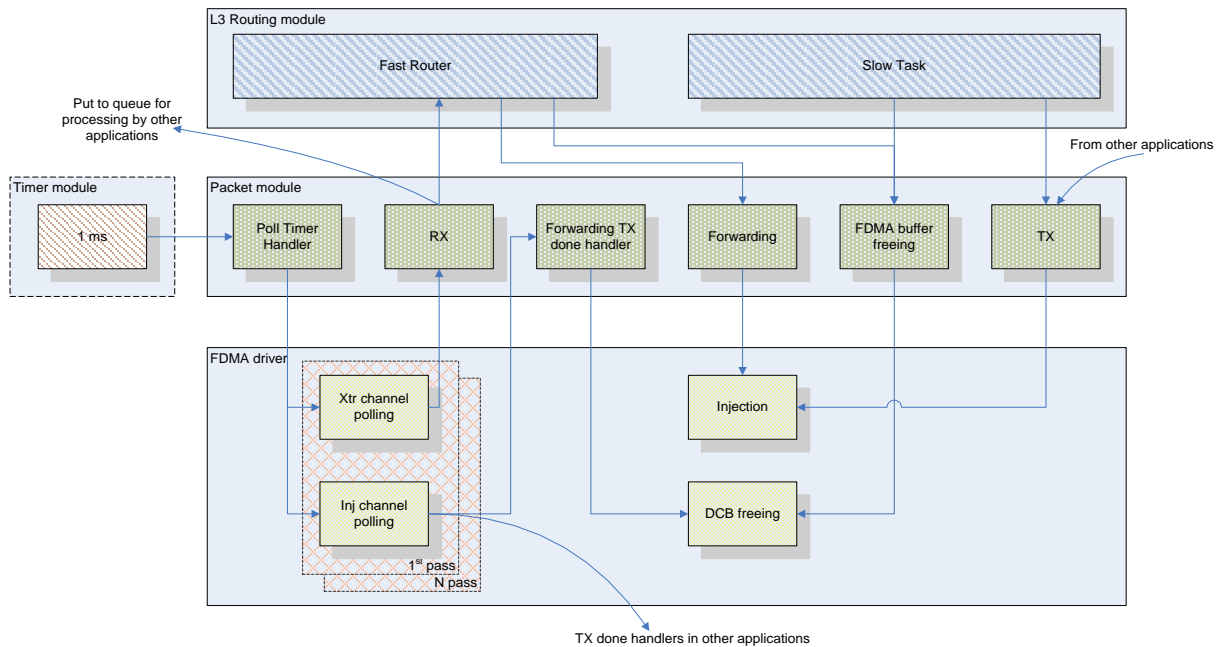 L3 Routing module
Fast Router
Slow Task
Put to queue for
processing by other
applications
From other applications
Timer module
1 ms
Packet module
Poll Timer
Handler
RX
Forwarding TX
done handler
Forwarding
FDMA buffer
freeing
TX
FDMA driver
Xtr channel
polling
Injection
Inj channel
polling
DCB freeing
1st pass
N pass
TX done handlers in other applications